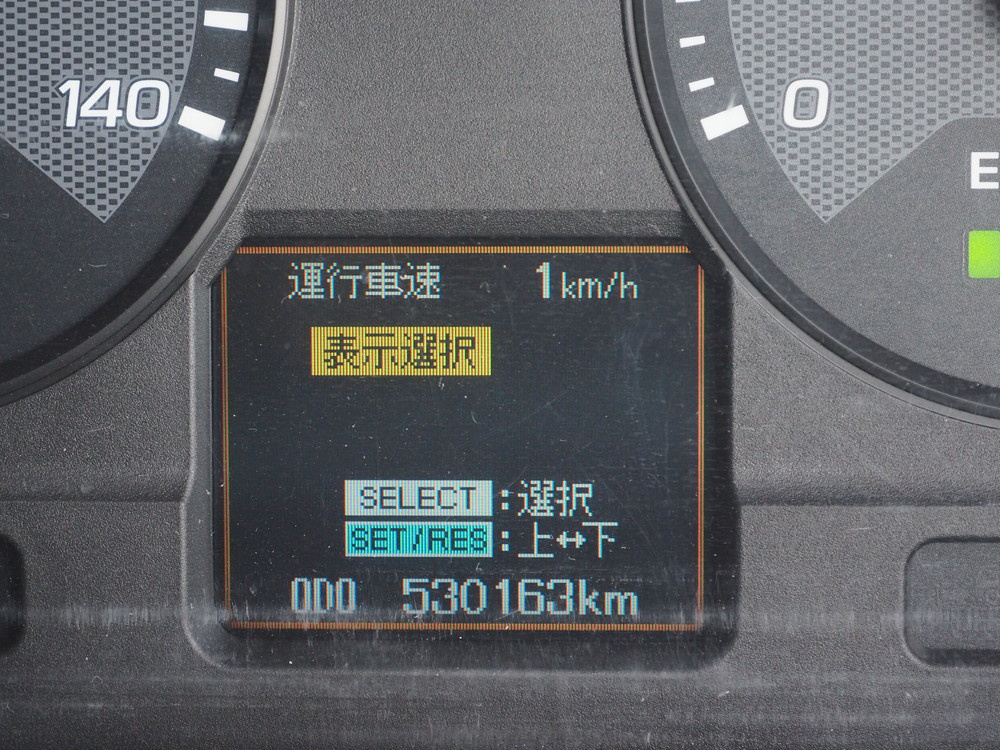 140
0
E
運行車速 1km/h
表示選択
SELECT:選択
SET/RES:上↔下
ODO 530163km